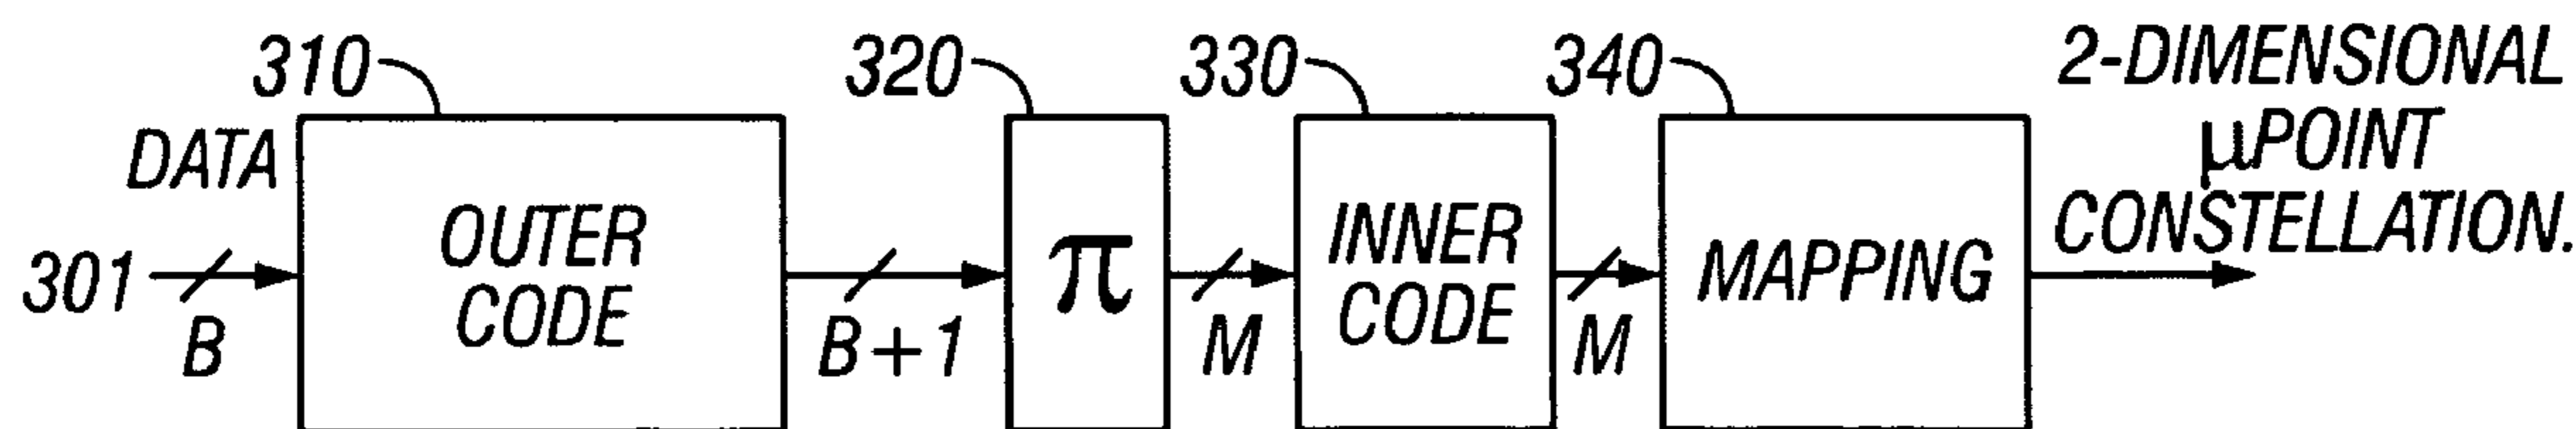 310
320
330
340
2-DIMENSIONAL
μPOINT
CONSTELLATION.
DATA
301
B
OUTER
CODE
B+1
π
M
INNER
CODE
M
MAPPING